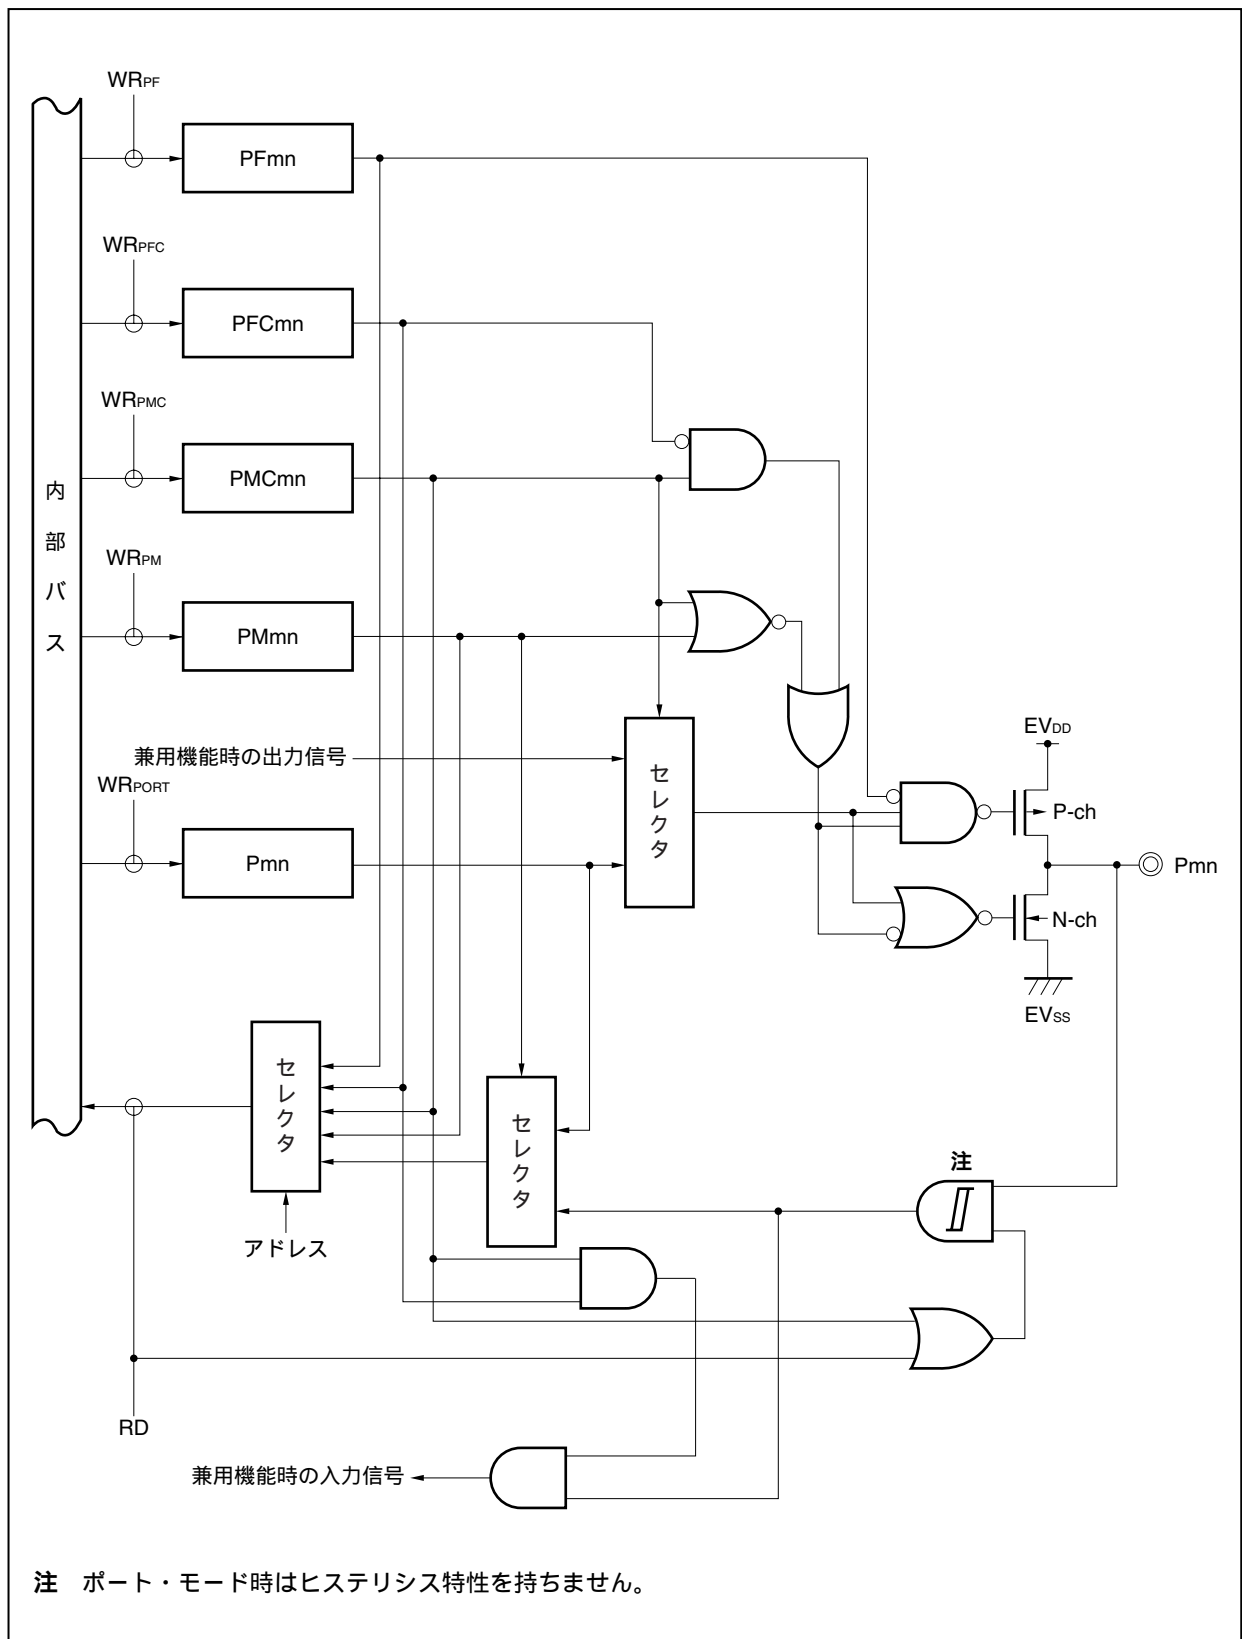 WRPF
PFmn
WRPFC
PFCmn
WRPMC
PMCmn
内部バス
WRPM
PMmn
兼用機能時の出力信号
セレクタ
EVDD
WRPORT
P-ch
Pmn
Pmn
N-ch
EVSS
セレクタ
セレクタ
注
アドレス
RD
兼用機能時の入力信号
注 ポート・モード時はヒステリシス特性を持ちません。